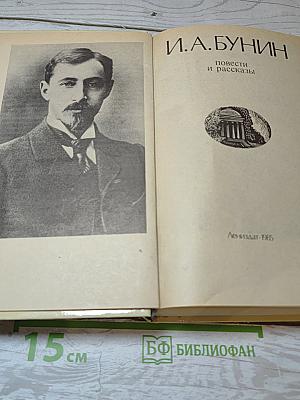 И.А.БУНИН
повести
и рассказы
Лениздат·1985
15 см
БФ БИБЛИОФАН